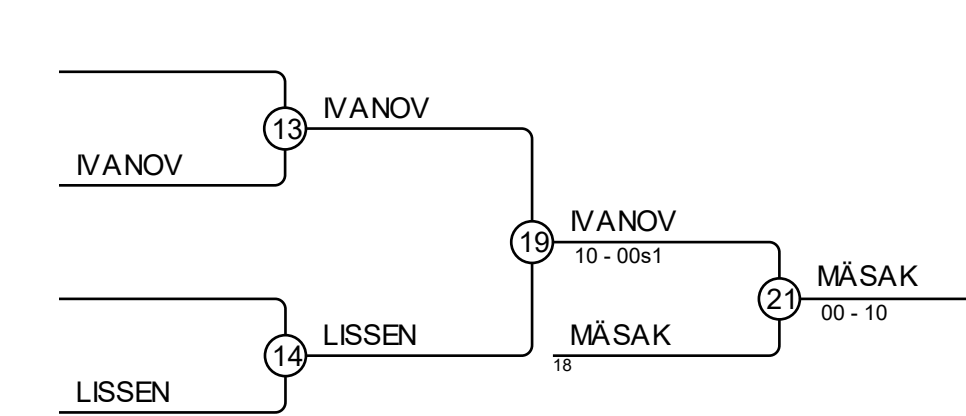 IVANOV
13
IVANOV
IVANOV
19
10 - 00s1
MÄSAK
21
00 - 10
LISSEN
MÄSAK
18
14
LISSEN